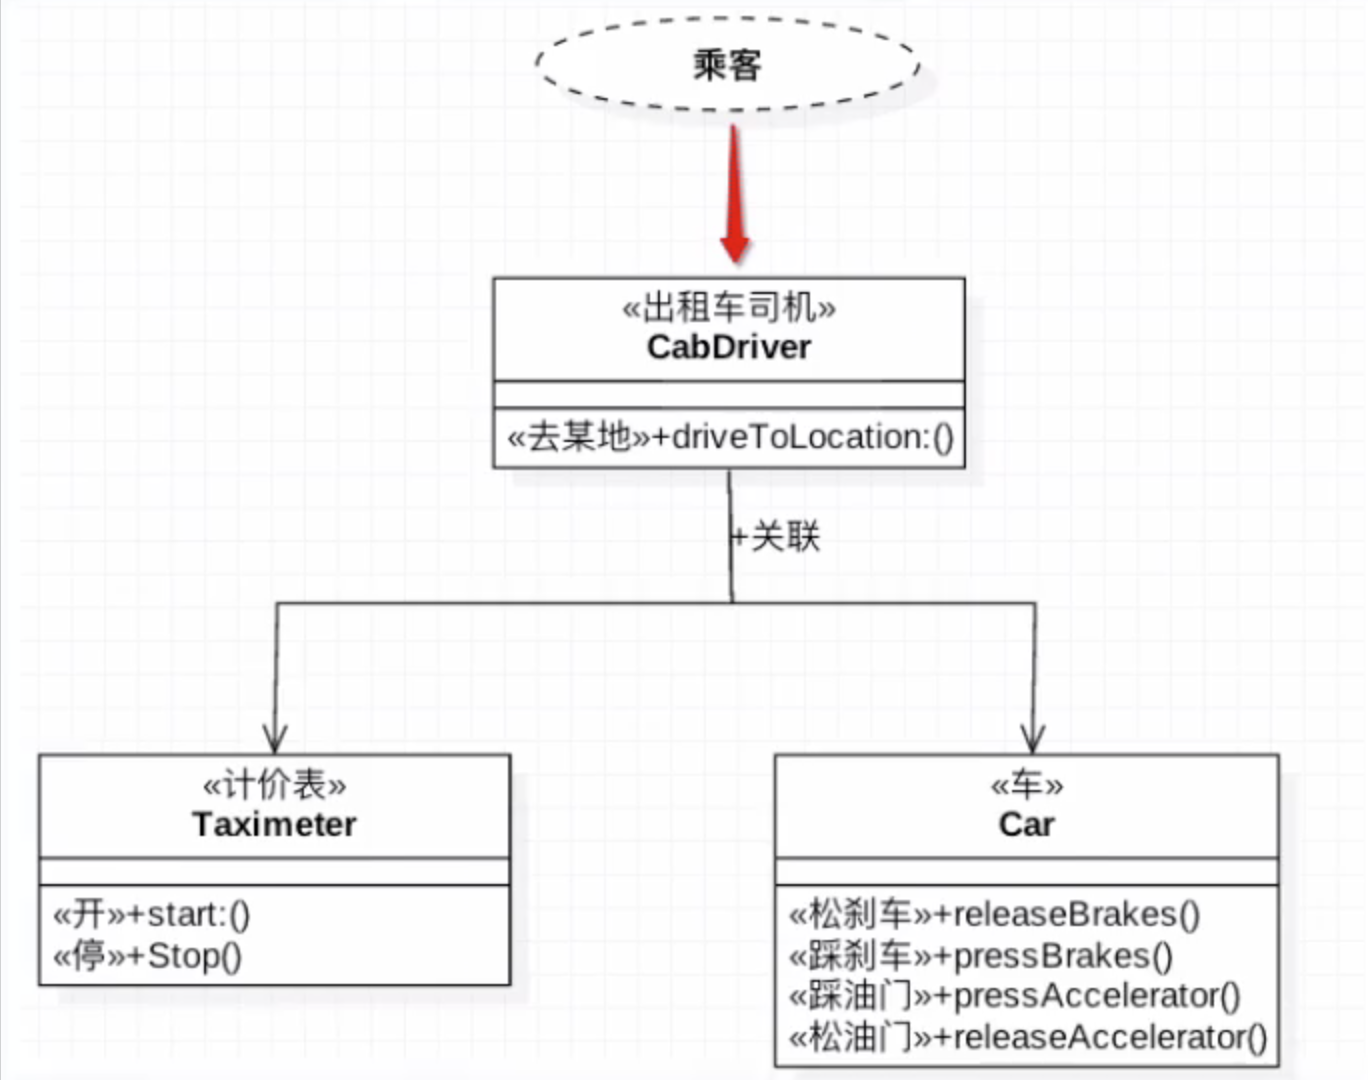 乘客
«出租车司机»
CabDriver
«去某地»+driveToLocation:()
+关联
«计价表»
Taximeter
«开»+start:()
«停»+Stop()
«车»
Car
«松刹车»+releaseBrakes()
«踩刹车»+pressBrakes()
«踩油门»+pressAccelerator()
«松油门»+releaseAccelerator()